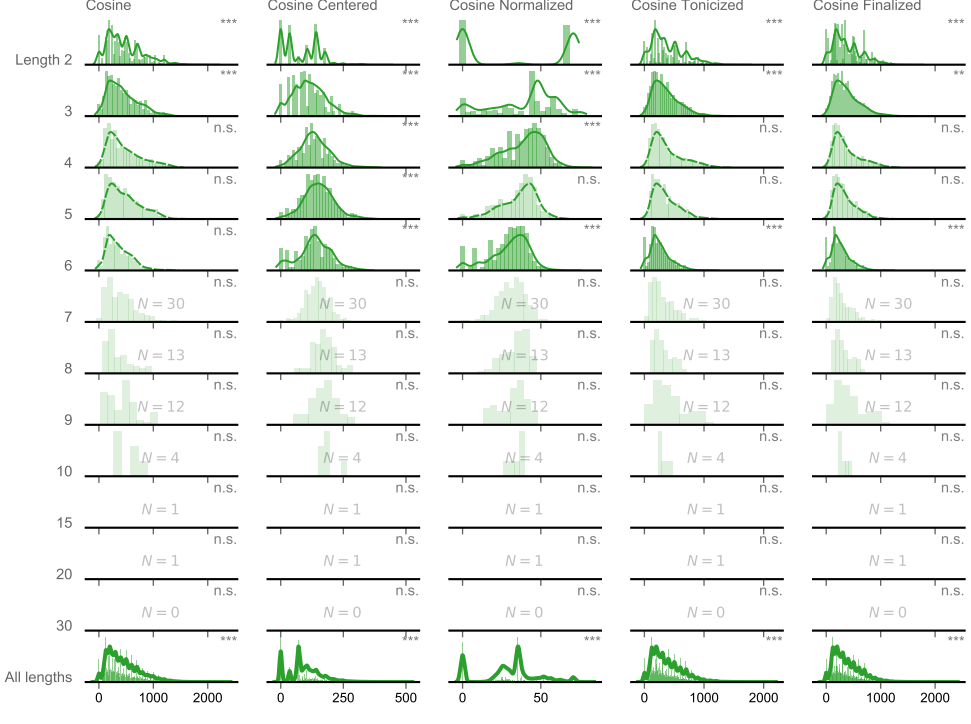 Cosine Cosine Centered Cosine Normalized Cosine Tonicized Cosine Finalized
Length 2 *** *** *** ***
3 *** *** *** *** **
4 n.s. *** *** n.s. n.s.
5 n.s. *** n.s. n.s. n.s.
6 n.s. *** *** *** ***
7 N = 30 n.s. N = 30 n.s. N = 30 n.s. N = 30 n.s. N = 30 n.s.
8 N = 13 n.s. N = 13 n.s. N = 13 n.s. N = 13 n.s. N = 13 n.s.
9 N = 12 n.s. N = 12 n.s. N = 12 n.s. N = 12 n.s. N = 12 n.s.
10 N = 4 n.s. N = 4 n.s. N = 4 n.s. N = 4 n.s. N = 4 n.s.
15 N = 1 n.s. N = 1 n.s. N = 1 n.s. N = 1 n.s. N = 1 n.s.
20 N = 1 n.s. N = 1 n.s. N = 1 n.s. N = 1 n.s. N = 1 n.s.
30 N = 0 n.s. N = 0 n.s. N = 0 n.s. N = 0 n.s. N = 0 n.s.
All lengths *** *** *** *** ***
0 1000 2000 0 250 500 0 50 0 1000 2000 0 1000 2000